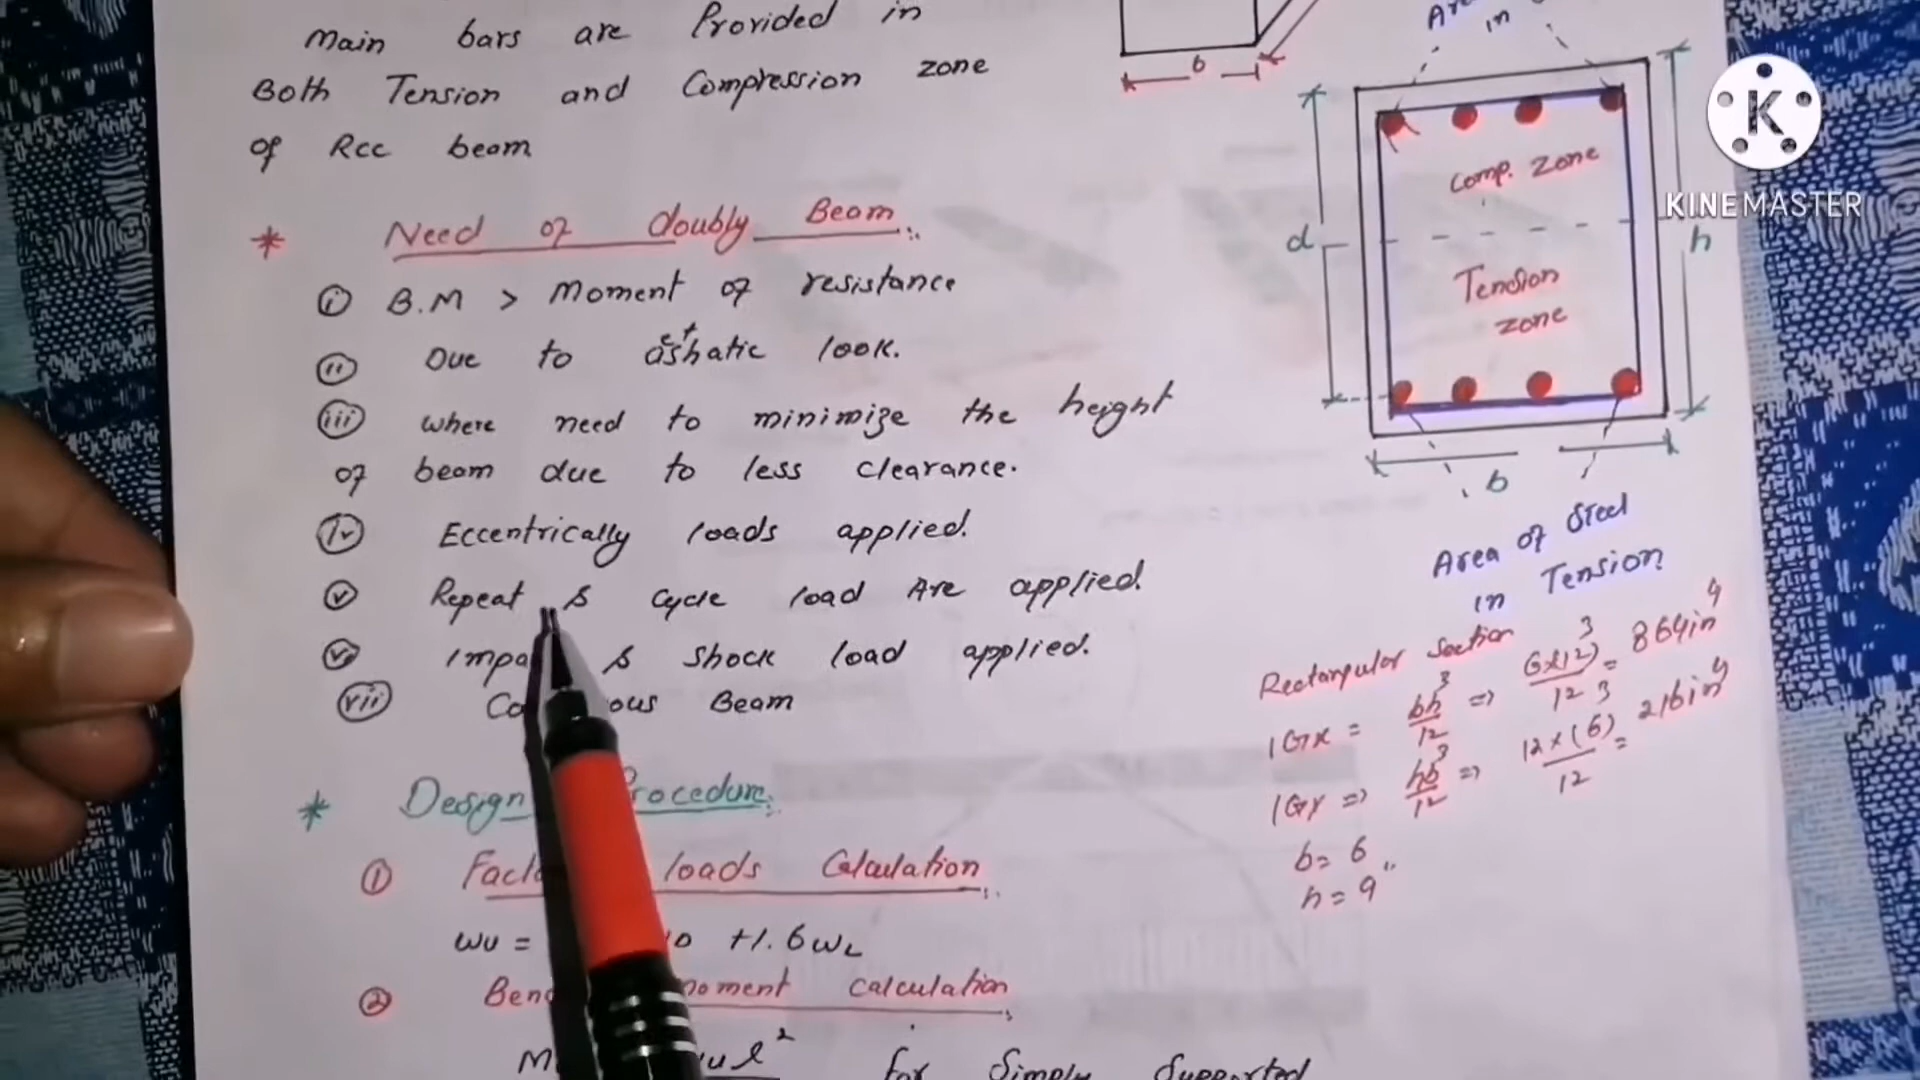 Main bars are Provided in
Both Tension and Compression zone
of Rcc beam
* Need of doubly Beam
(i) B.M > Moment of resistance
(ii) Due to look.
(iii) where need to minimize the height
of beam due to less clearance.
(iv) Eccentrically loads applied.
(v) Repeat & Cycle load Are applied.
& Shock load applied.
(vii) Beam
* Design
① loads Calculation
wu = +1.6wL
② moment calculation
for Simply Supported
b
in
Comp. zone
d
h
Tension
zone
b
Area of Steel
in Tension
Rectangular Section
IGx = bh³/12 => 6x(12)³/12 = 864in⁴
IGy => hb³/12 => 12x(6)³/12 = 216in⁴
b= 6
h= 9"
K
KINEMASTER